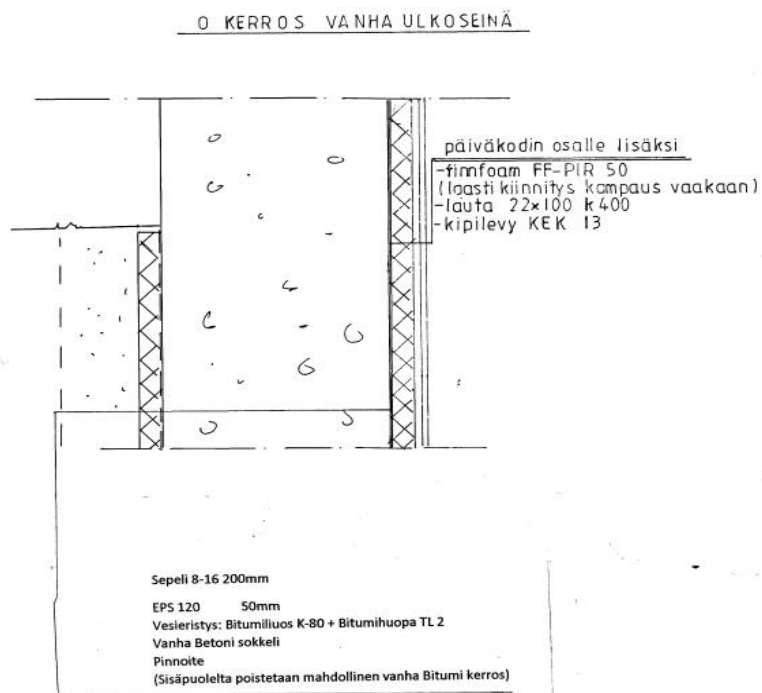 0 KERROS VANHA ULKOSEINÄ
päiväkodin osalle lisäksi
-finnfoam FF-PIR 50
(laasti kiinnitys kampaus vaakaan)
-lauta 22x100 k400
-kipilevy KEK 13
Sepeli 8-16 200mm
EPS 120 50mm
Vesieristys: Bitumiliuos K-80 + Bitumihuopa TL 2
Vanha Betoni sokkeli
Pinnoite
(Sisäpuolelta poistetaan mahdollinen vanha Bitumi kerros)